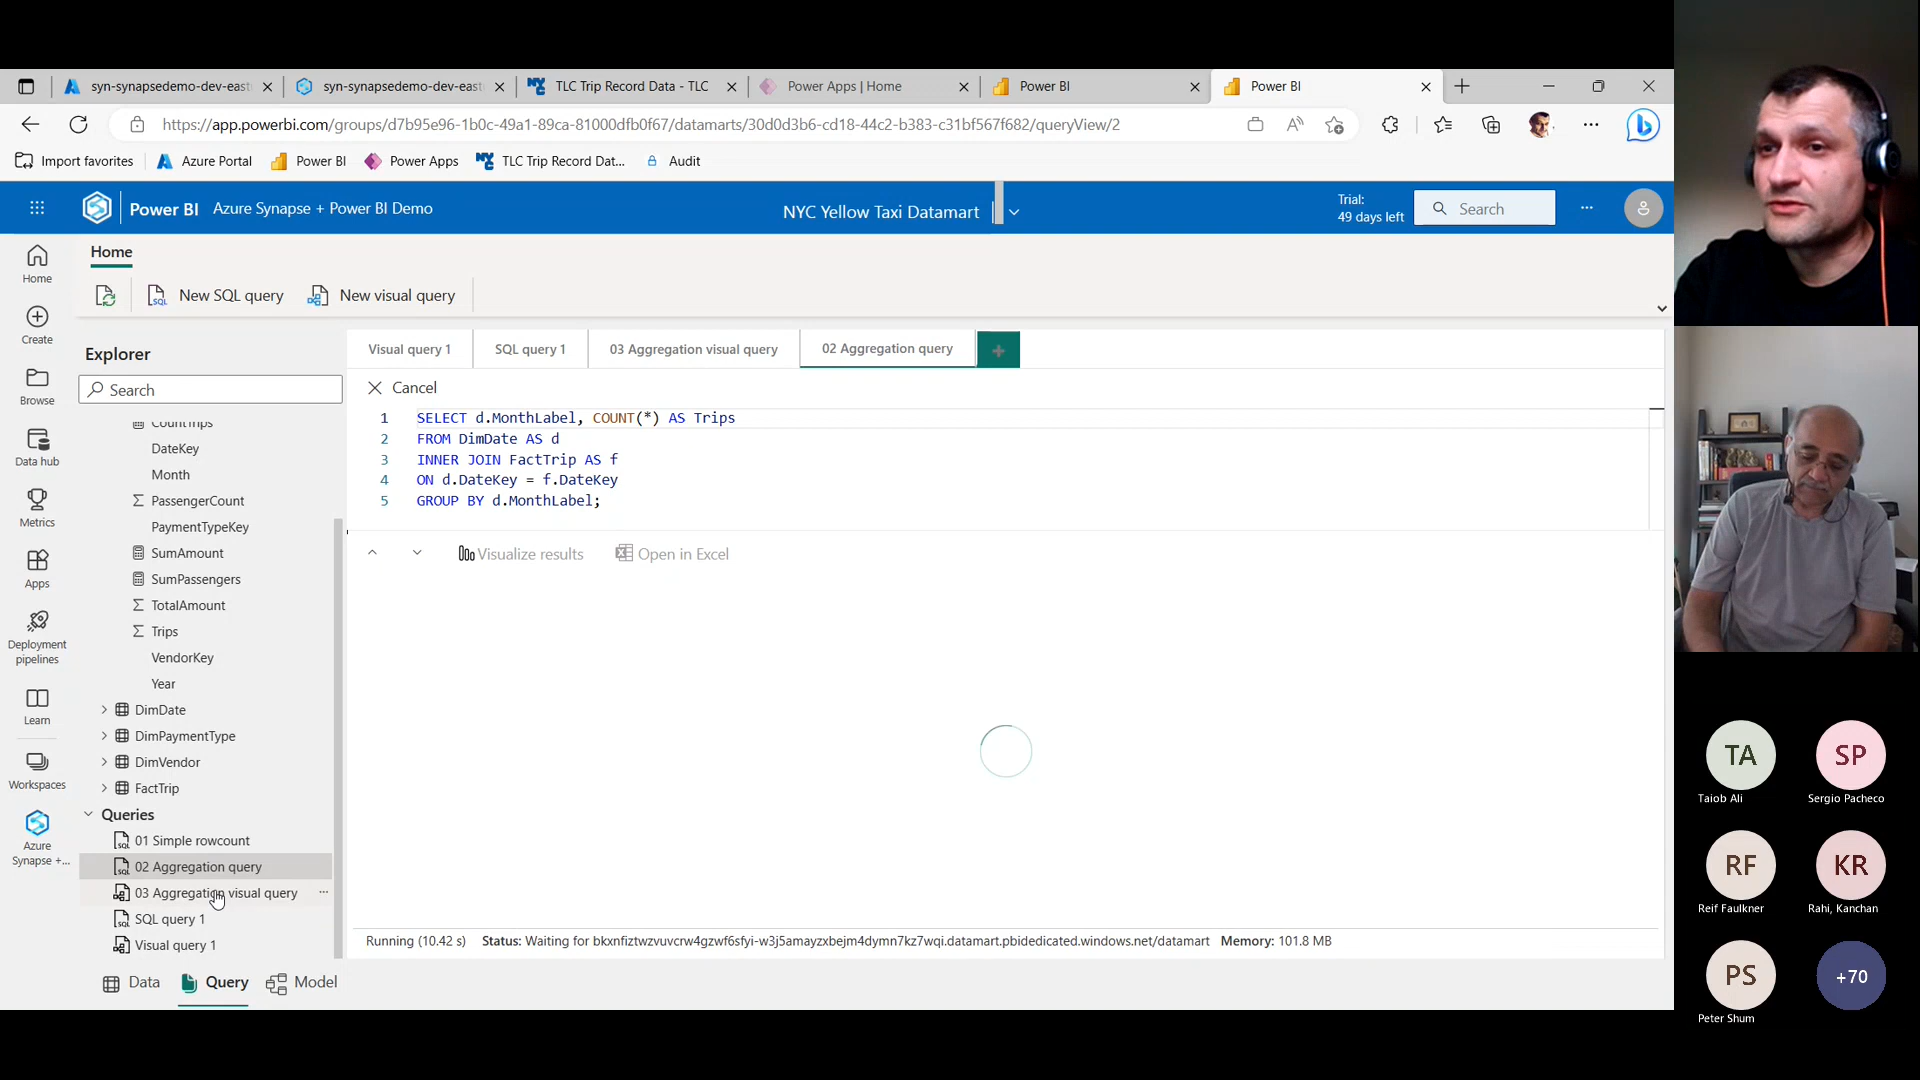 syn-synapsedemo-dev-east
syn-synapsedemo-dev-east
TLC Trip Record Data - TLC
Power Apps | Home
Power BI
Power BI
https://app.powerbi.com/groups/d7b95e96-1b0c-49a1-89ca-81000dfb0f67/datamarts/30d0d3b6-cd18-44c2-b383-c31bf567f682/queryView/2
Import favorites
Azure Portal
Power BI
Power Apps
TLC Trip Record Dat...
Audit
Power BI
Azure Synapse + Power BI Demo
NYC Yellow Taxi Datamart
Trial:
49 days left
Search
Home
New SQL query
New visual query
Home
Create
Browse
Data hub
Metrics
Apps
Deployment
pipelines
Learn
Workspaces
Azure
Synapse +...
Explorer
Search
CountTrips
DateKey
Month
PassengerCount
PaymentTypeKey
SumAmount
SumPassengers
TotalAmount
Trips
VendorKey
Year
DimDate
DimPaymentType
DimVendor
FactTrip
Queries
01 Simple rowcount
02 Aggregation query
03 Aggregation visual query
SQL query 1
Visual query 1
Data
Query
Model
Visual query 1
SQL query 1
03 Aggregation visual query
02 Aggregation query
Cancel
1 SELECT d.MonthLabel, COUNT(*) AS Trips
2 FROM DimDate AS d
3 INNER JOIN FactTrip AS f
4 ON d.DateKey = f.DateKey
5 GROUP BY d.MonthLabel;
Visualize results
Open in Excel
Running (10.42 s) Status: Waiting for bkxnfiztwzvuvcrw4gzwf6sfyi-w3j5amayzxbejm4dymn7kz7wqi.datamart.pbidedicated.windows.net/datamart Memory: 101.8 MB
TA
Taiob Ali
SP
Sergio Pacheco
RF
Reif Faulkner
KR
Rahi, Kanchan
PS
Peter Shum
+70